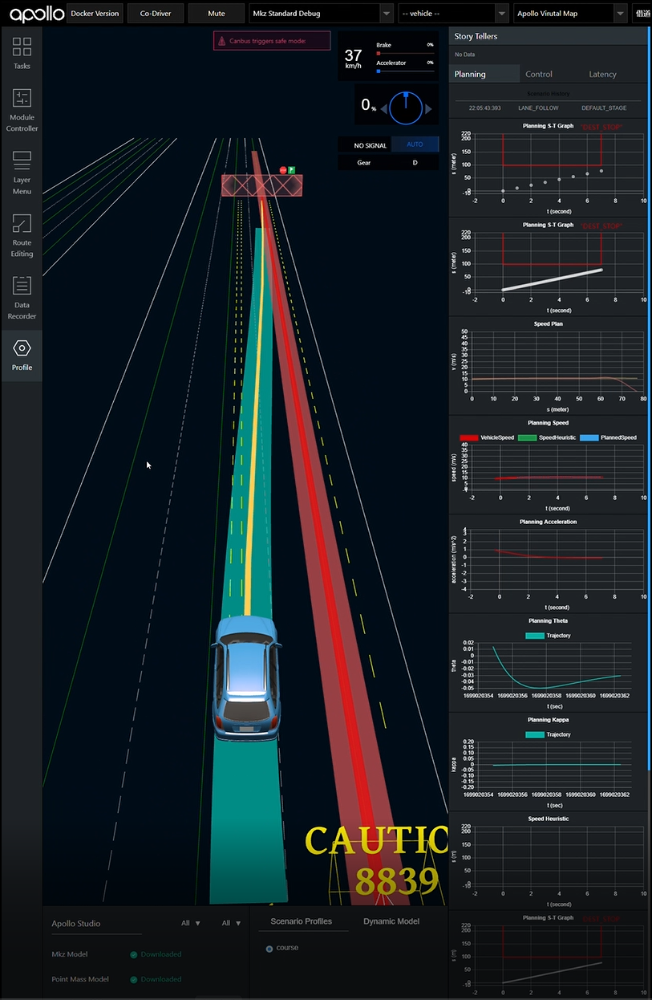 apollo Docker Version Co-Driver Mute Mkz Standard Debug -- vehicle -- Apollo Virutal Map 借道
Tasks
Module
Controller
Layer
Menu
Route
Editing
Data
Recorder
Profile
Canbus triggers safe mode:
37
km/h
Brake 0%
Accelerator 0%
0 %
NO SIGNAL AUTO
Gear D
CAUTIO
8839
Apollo Studio All ▼ All ▼
Mkz Model Downloaded
Point Mass Model Downloaded
Scenario Profiles Dynamic Model
course
Story Tellers
No Data
Planning Control Latency
Scenario History
22:05:43:393 LANE_FOLLOW DEFAULT_STAGE
Planning S-T Graph "DEST_STOP"
220
200
150
100
50
0
-10
s (meter)
-2 0 2 4 6 8 10
t (second)
Planning S-T Graph "DEST_STOP"
220
200
150
100
50
0
-10
s (meter)
-2 0 2 4 6 8 10
t (second)
Speed Plan
50
45
40
35
30
25
20
15
10
5
0
v (m/s)
0 10 20 30 40 50 60 70 80
s (meter)
Planning Speed
VehicleSpeed SpeedHeuristic PlannedSpeed
40
35
30
25
20
15
10
5
0
speed (m/s)
-2 0 2 4 6 8 10
t (second)
Planning Acceleration
4
3
2
1
0
-1
-2
-3
-4
acceleration (m/s^2)
-2 0 2 4 6 8 10
t (second)
Planning Theta
Trajectory
0.02
0.01
0
-0.01
-0.02
-0.03
-0.04
-0.05
theta
1699020354 1699020356 1699020358 1699020360 1699020362
t (sec)
Planning Kappa
Trajectory
0.20
0.15
0.10
0.05
0
-0.05
-0.10
-0.15
-0.20
kappa
1699020354 1699020356 1699020358 1699020360 1699020362
t (sec)
Speed Heuristic
220
200
150
100
50
0
-10
s (m)
-2 0 2 4 6 8 10
t (second)
Planning S-T Graph "DEST_STOP"
220
200
150
100
50
0
-10
s (m)
-2 0 2 4 6 8 10